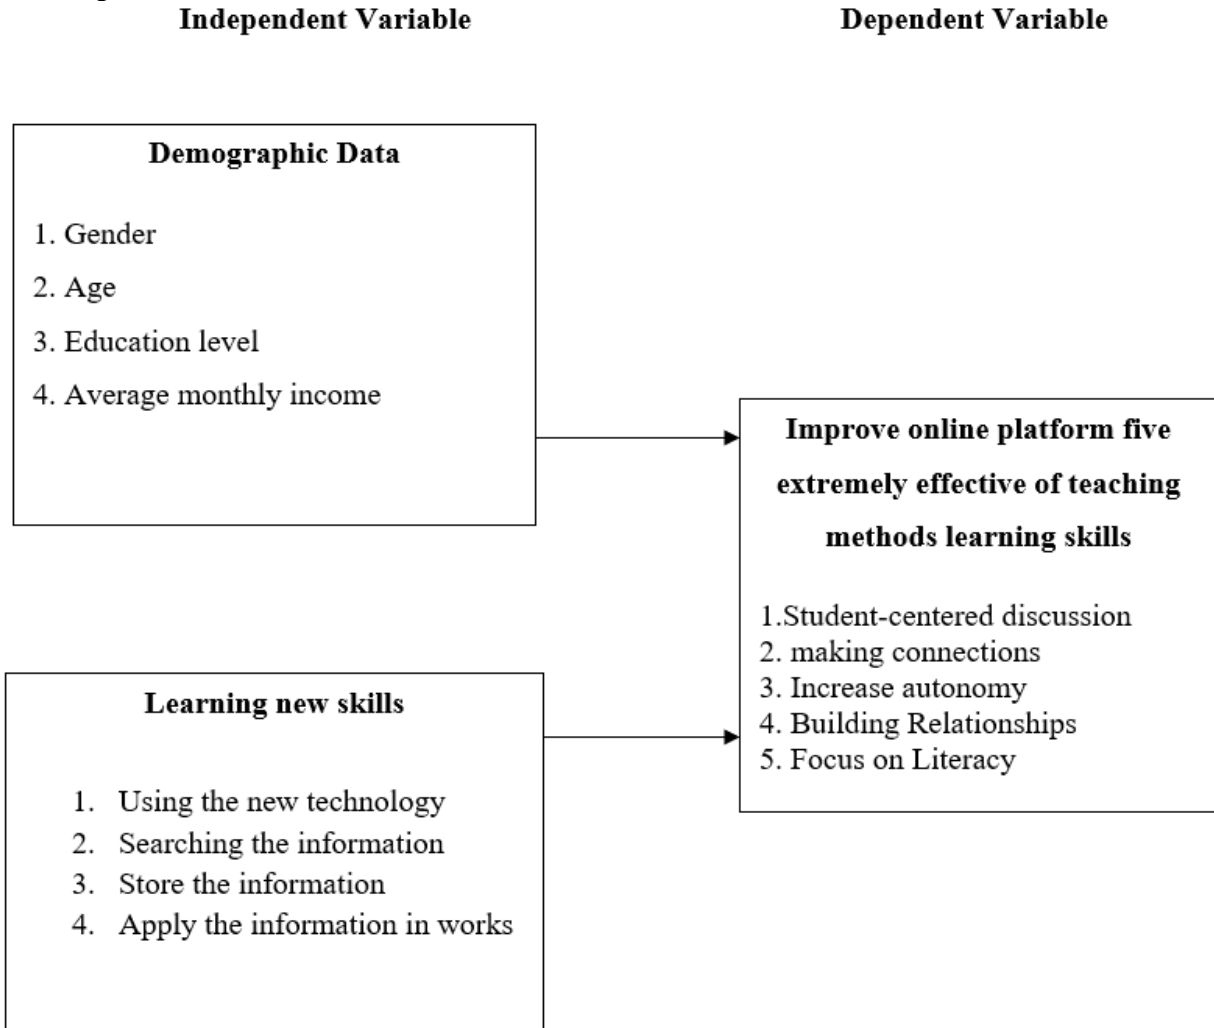 Independent Variable
Dependent Variable
Demographic Data
1. Gender
2. Age
3. Education level
4. Average monthly income
Improve online platform five
extremely effective of teaching
methods learning skills
1.Student-centered discussion
2. making connections
3. Increase autonomy
4. Building Relationships
5. Focus on Literacy
Learning new skills
1. Using the new technology
2. Searching the information
3. Store the information
4. Apply the information in works